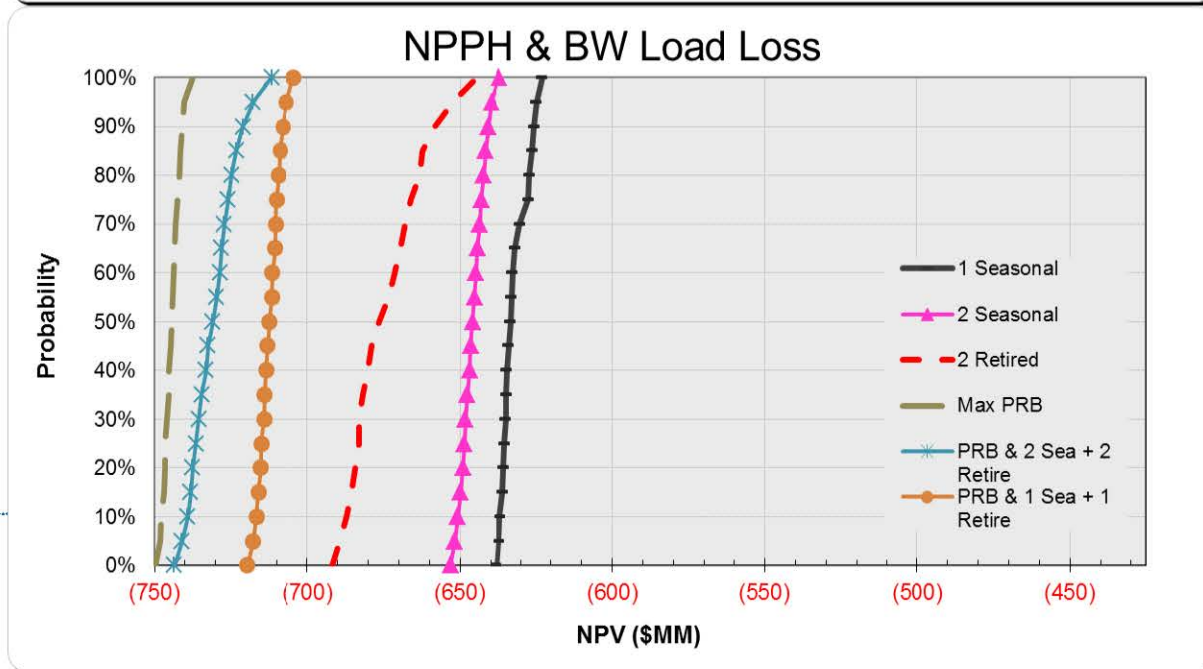 NPPH & BW Load Loss
100%
90%
80%
70%
60%
50%
40%
30%
20%
10%
0%
Probability
1 Seasonal
2 Seasonal
2 Retired
Max PRB
PRB & 2 Sea + 2
Retire
PRB & 1 Sea + 1
Retire
(750)
(700)
(650)
(600)
(550)
(500)
(450)
NPV ($MM)